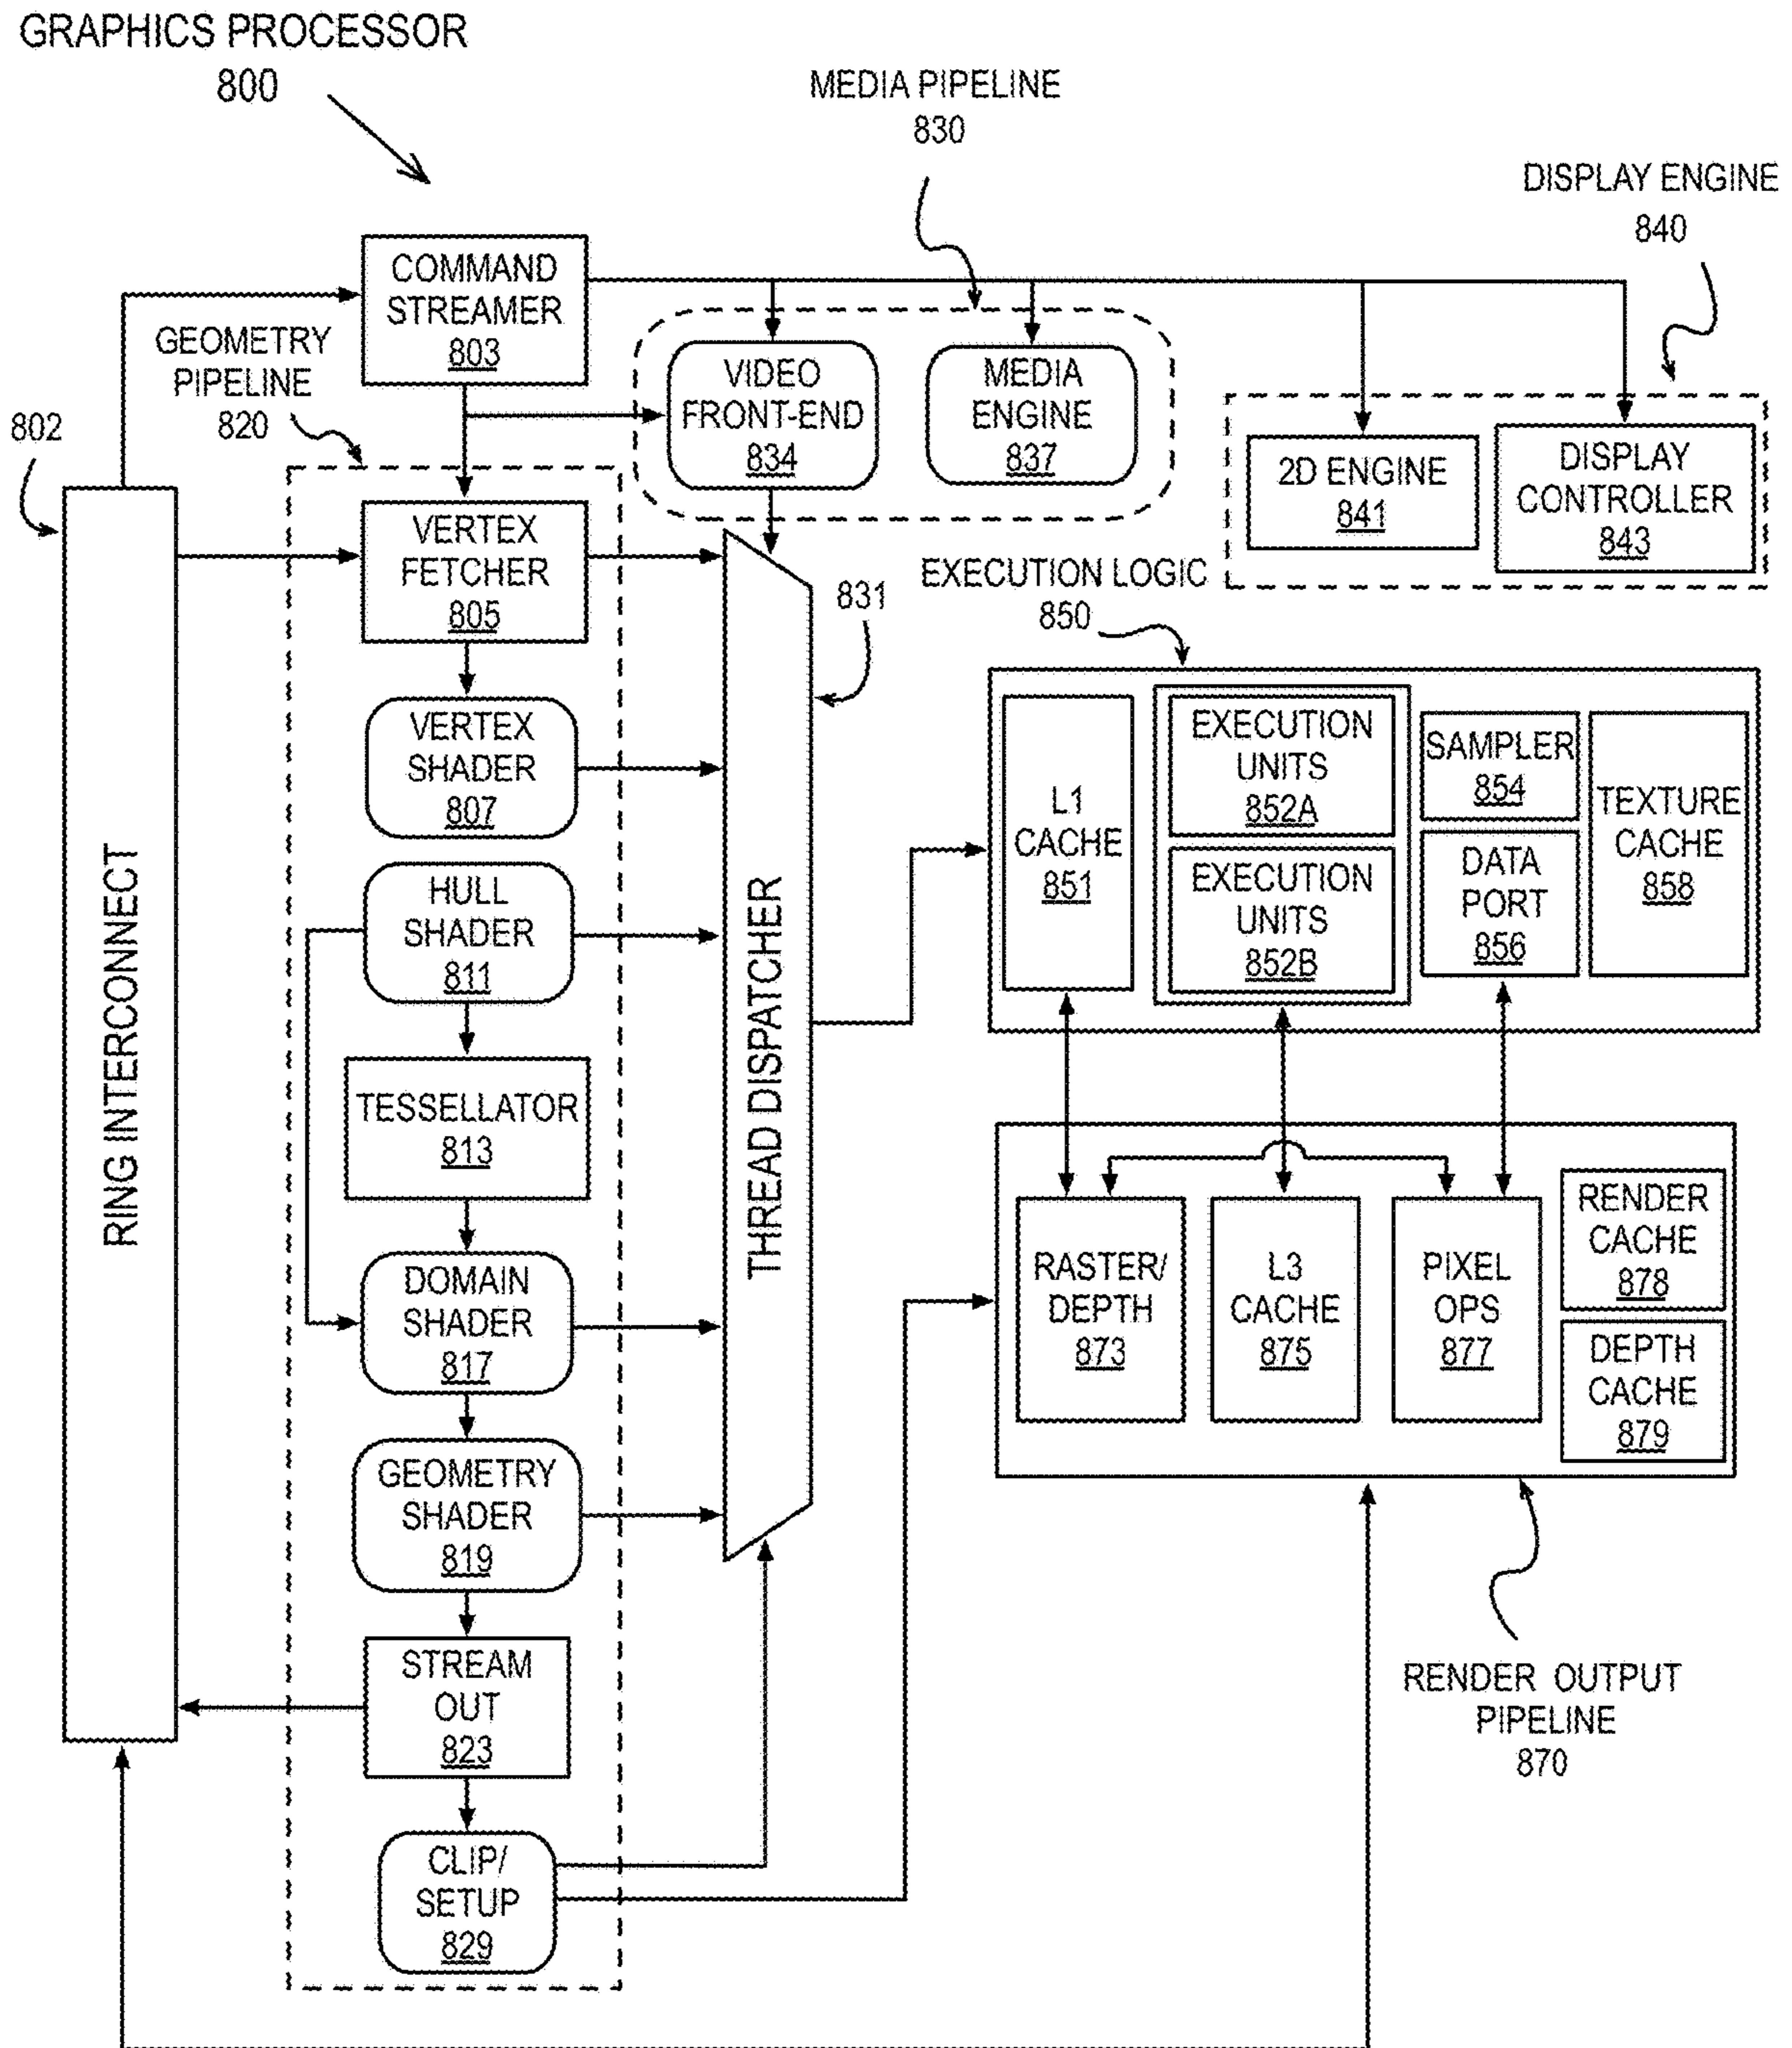 GRAPHICS PROCESSOR
800
MEDIA PIPELINE
830
DISPLAY ENGINE
840
COMMAND
STREAMER
803
GEOMETRY
PIPELINE
820
802
VIDEO
FRONT-END
834
MEDIA
ENGINE
837
2D ENGINE
841
DISPLAY
CONTROLLER
843
RING INTERCONNECT
VERTEX
FETCHER
805
VERTEX
SHADER
807
HULL
SHADER
811
TESSELLATOR
813
DOMAIN
SHADER
817
GEOMETRY
SHADER
819
STREAM
OUT
823
CLIP/
SETUP
829
THREAD DISPATCHER
831
EXECUTION LOGIC
850
L1
CACHE
851
EXECUTION
UNITS
852A
EXECUTION
UNITS
852B
SAMPLER
854
DATA
PORT
856
TEXTURE
CACHE
858
RASTER/
DEPTH
873
L3
CACHE
875
PIXEL
OPS
877
RENDER
CACHE
878
DEPTH
CACHE
879
RENDER OUTPUT
PIPELINE
870